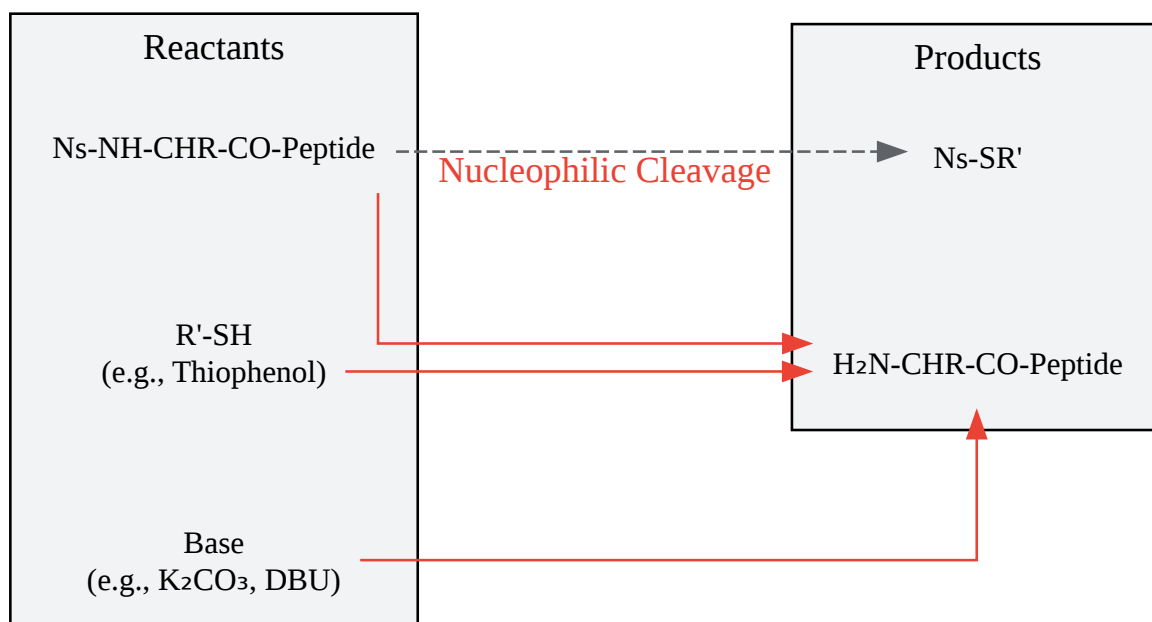 Reactants
Ns-NH-CHR-CO-Peptide
R'-SH
(e.g., Thiophenol)
Base
(e.g., K₂CO₃, DBU)
Nucleophilic Cleavage
Products
Ns-SR'
H₂N-CHR-CO-Peptide